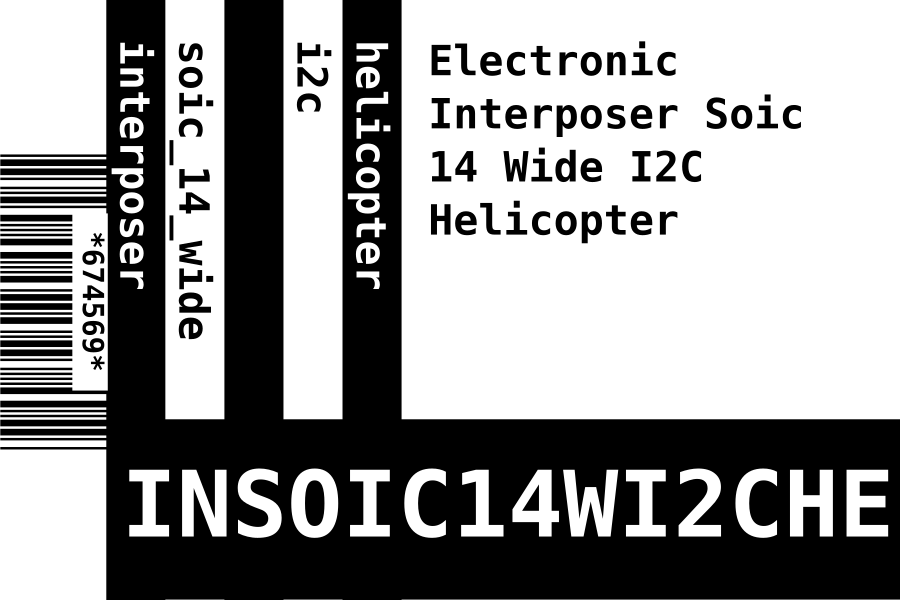 *674569*
interposer
soic_14_wide
i2c
helicopter
Electronic
Interposer Soic
14 Wide I2C
Helicopter
INSOIC14WI2CHE